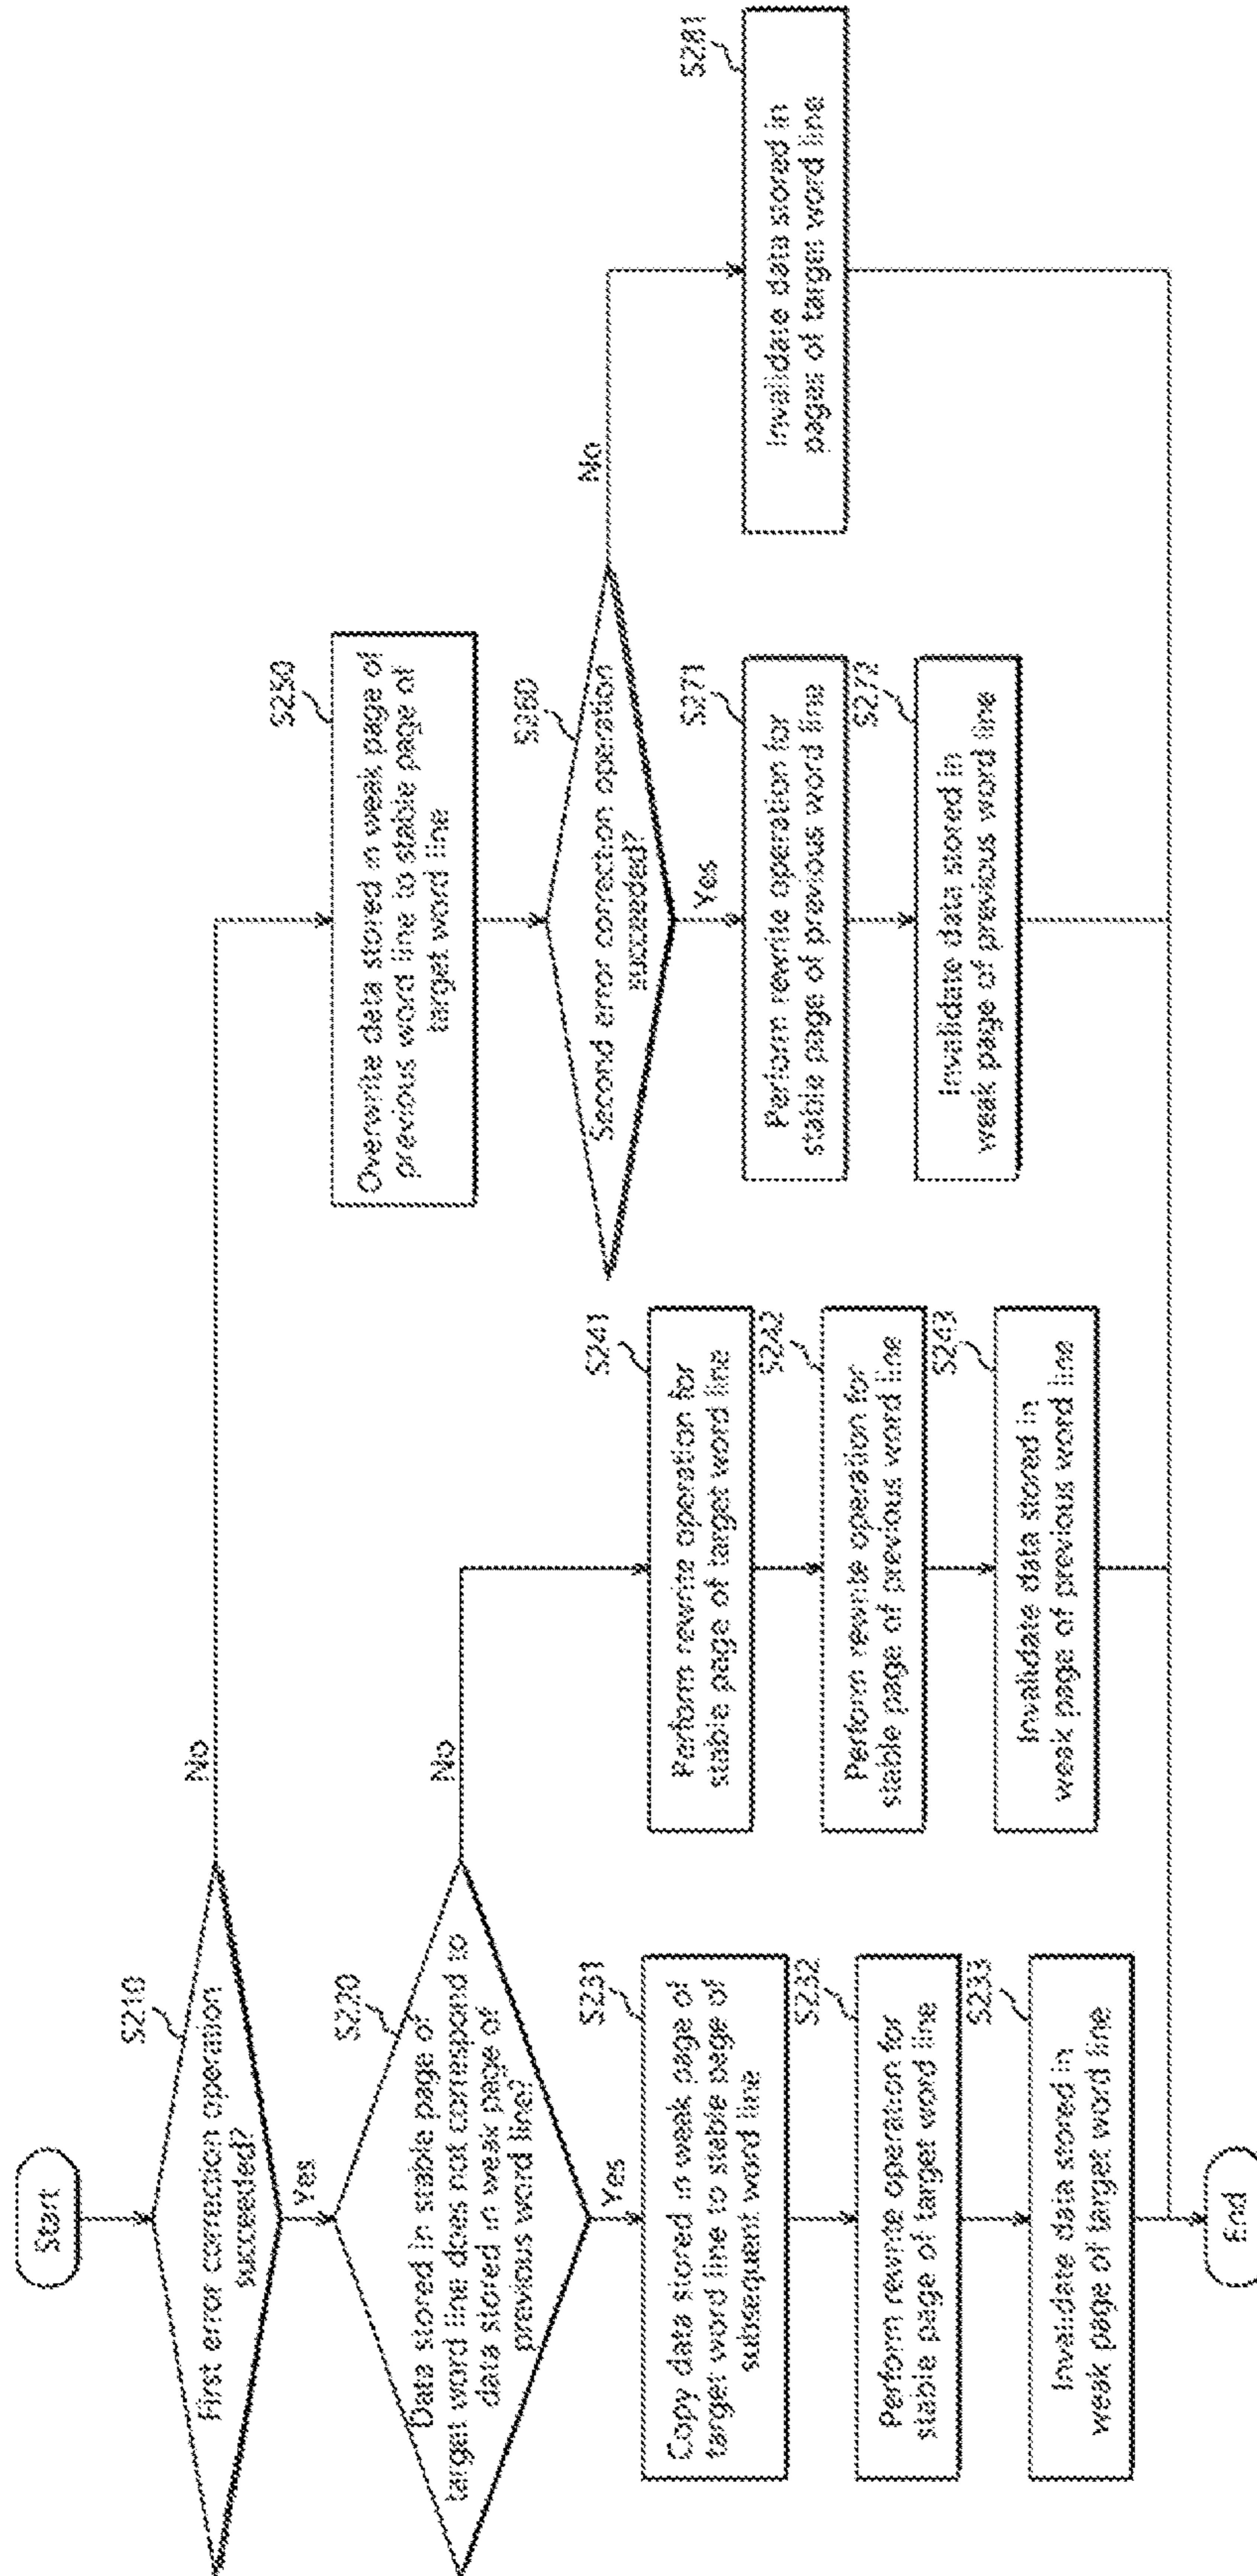 Start
S210
First error correction operation
succeeded?
No
Yes
S220
Data stored in stable page of
target word line does not correspond to
data stored in weak page of
previous word line?
No
Yes
S231
Copy data stored in weak page of
target word line to stable page of
subsequent word line
S232
Perform rewrite operaton for
stable page of target word line
S233
Invalidate data stored in
weak page of target word line
S241
Perform rewrite operation for
stable page of target word line
S242
Perform rewrite operation for
stable page of previous word line
S243
Invalidate data stored in
weak page of previous word line
S250
Overwrite data stored in weak page of
previous word line to stable page of
target word line
S260
Second error correction operation
succeeded?
No
Yes
S271
Perform rewrite operation for
stable page of previous word line
S272
Invalidate data stored in
weak page of previous word line
S281
Invalidate data stored in
pages of target word line
End